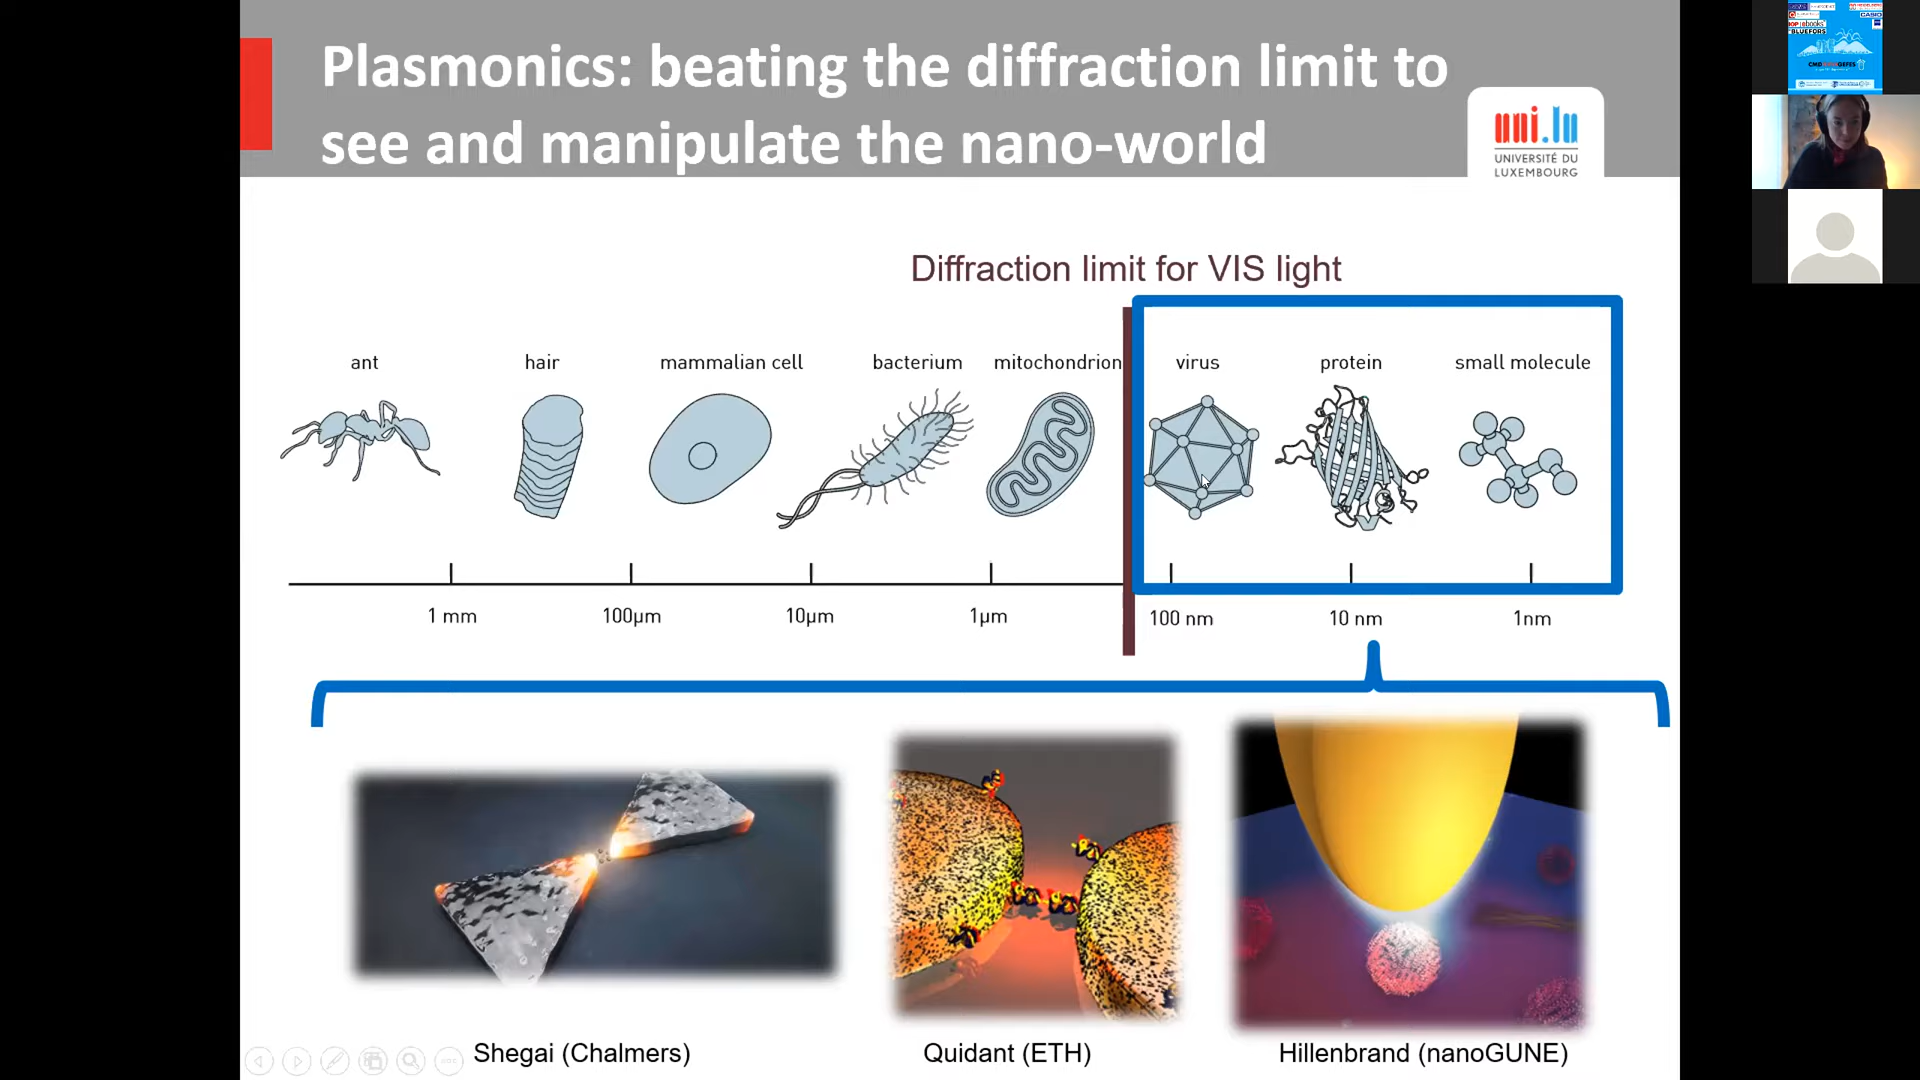 Plasmonics: beating the diffraction limit to
see and manipulate the nano-world
uni.lu
UNIVERSITÉ DU
LUXEMBOURG
Diffraction limit for VIS light
ant
hair
mammalian cell
bacterium
mitochondrion
virus
protein
small molecule
1 mm
100µm
10µm
1µm
100 nm
10 nm
1nm
Shegai (Chalmers)
Quidant (ETH)
Hillenbrand (nanoGUNE)
CASIO
BLUEFORS